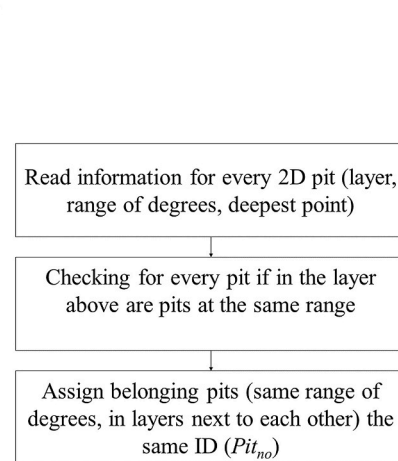 Read information for every 2D pit (layer,
range of degrees, deepest point)
Checking for every pit if in the layer
above are pits at the same range
Assign belonging pits (same range of
degrees, in layers next to each other) the
same ID (Pitno)